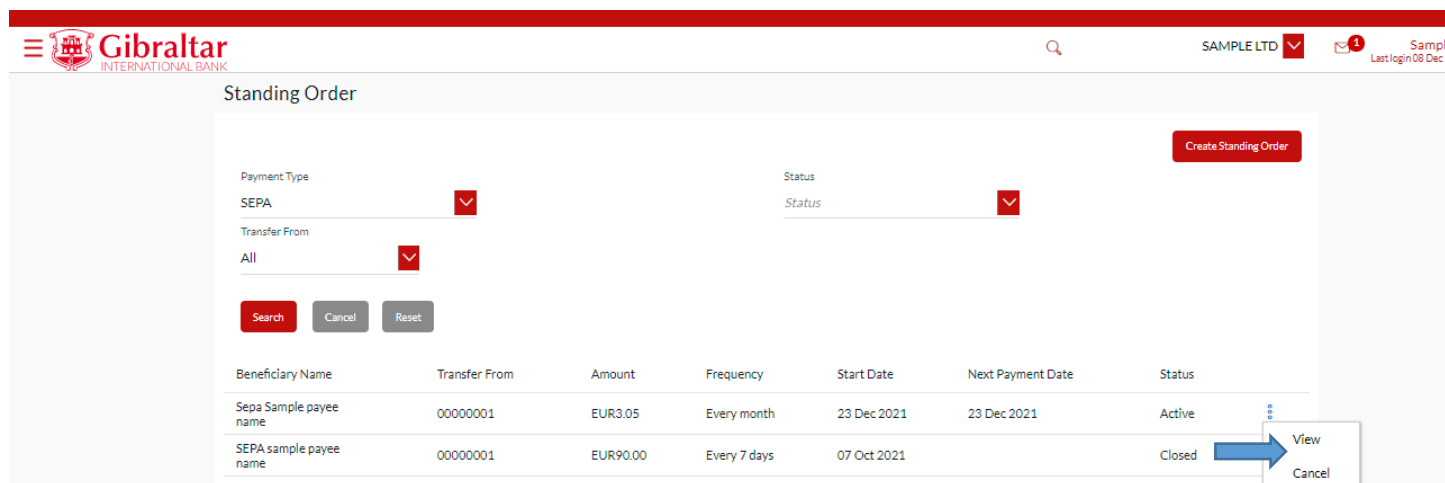 Gibraltar
INTERNATIONAL BANK
SAMPLE LTD
1
Sampl
Last login 08 Dec
Standing Order
Create Standing Order
Payment Type
Status
SEPA
Status
Transfer From
All
Search Cancel Reset
Beneficiary Name Transfer From Amount Frequency Start Date Next Payment Date Status
Sepa Sample payee
name
00000001 EUR3.05 Every month 23 Dec 2021 23 Dec 2021 Active
View
SEPA sample payee
name
00000001 EUR90.00 Every 7 days 07 Oct 2021 Closed
Cancel